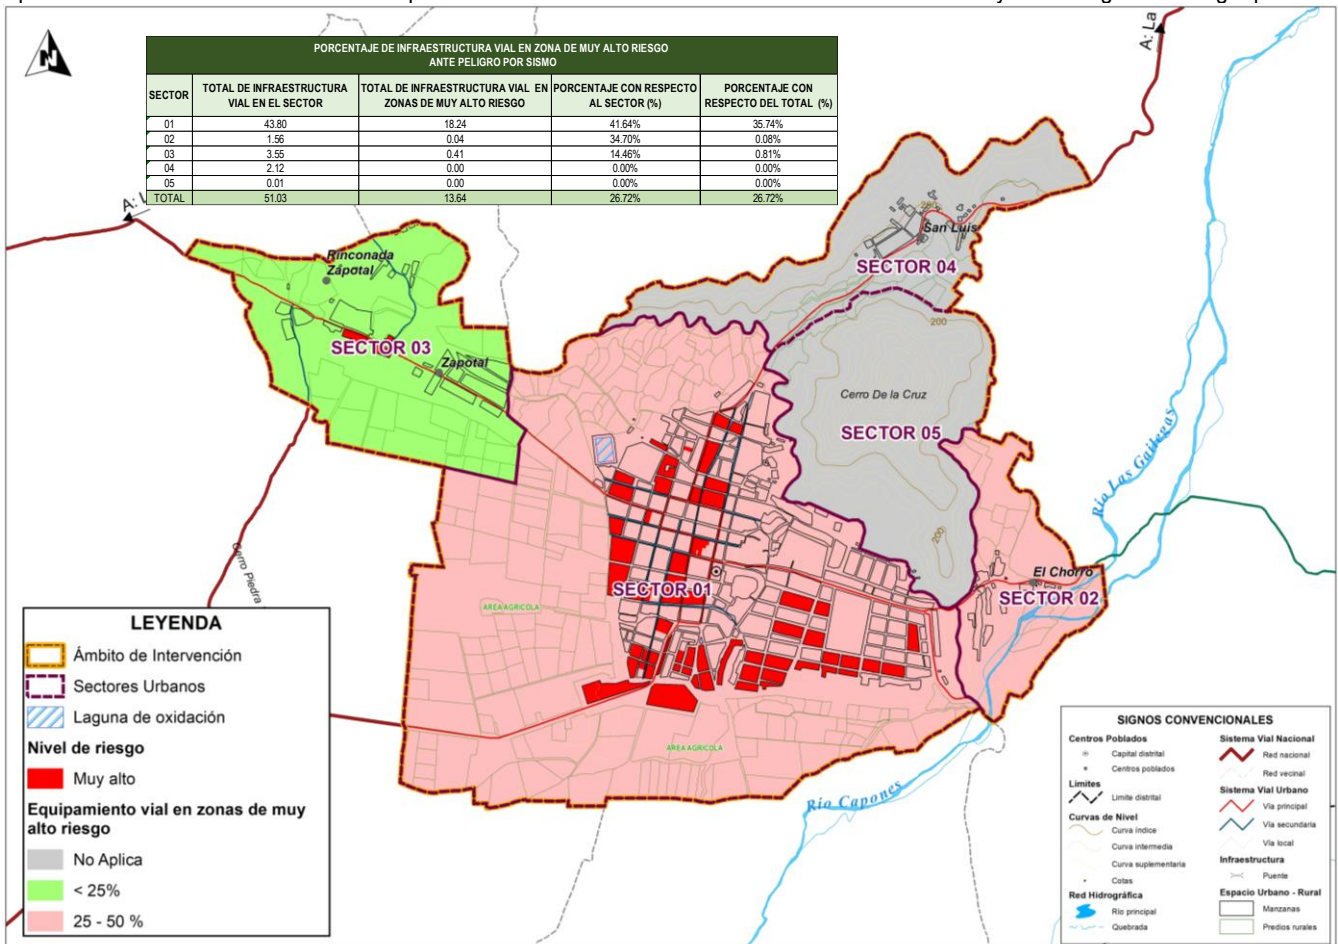 N
PORCENTAJE DE INFRAESTRUCTURA VIAL EN ZONA DE MUY ALTO RIESGO
ANTE PELIGRO POR SISMO
SECTOR TOTAL DE INFRAESTRUCTURA VIAL EN EL SECTOR TOTAL DE INFRAESTRUCTURA VIAL EN ZONAS DE MUY ALTO RIESGO PORCENTAJE CON RESPECTO AL SECTOR (%) PORCENTAJE CON RESPECTO DEL TOTAL (%)
01 43.80 18.24 41.64% 35.74%
02 1.56 0.04 34.70% 0.08%
03 3.55 0.41 14.46% 0.81%
04 2.12 0.00 0.00% 0.00%
05 0.01 0.00 0.00% 0.00%
TOTAL 51.03 13.64 26.72% 26.72%
A: La
A:
Rinconada
Zapotal
SECTOR 03
Zapotal
San Luis
SECTOR 04
200
200
Cerro De la Cruz
SECTOR 05
200
Río Las Gallegas
El Chorro
SECTOR 02
SECTOR 01
AREA AGRICOLA
AREA AGRICOLA
Cerro Piedra
Río Capones
LEYENDA
Ámbito de Intervención
Sectores Urbanos
Laguna de oxidación
Nivel de riesgo
Muy alto
Equipamiento vial en zonas de muy
alto riesgo
No Aplica
< 25%
25 - 50 %
SIGNOS CONVENCIONALES
Centros Poblados
Capital distrital
Centros poblados
Limites
Limite distrital
Curvas de Nivel
Curva índice
Curva intermedia
Curva suplementaria
Cotas
Red Hidrográfica
Río principal
Quebrada
Sistema Vial Nacional
Red nacional
Red vecinal
Sistema Vial Urbano
Vía principal
Vía secundaria
Vía local
Infraestructura
Puente
Espacio Urbano - Rural
Manzanas
Predios rurales